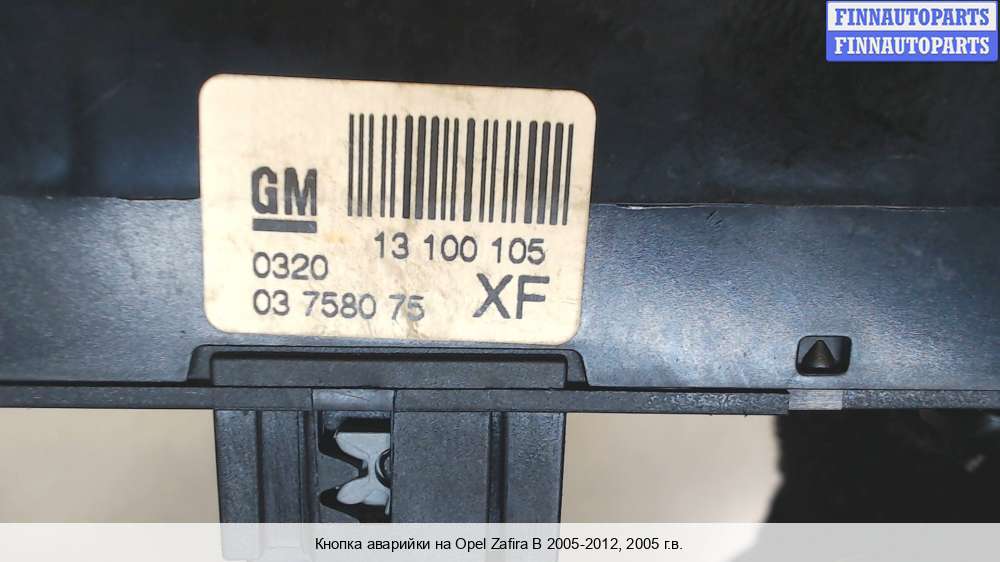 FINNAUTOPARTS
FINNAUTOPARTS
GM
13 100 105
0320
03 7580 75
XF
Кнопка аварийки на Opel Zafira B 2005-2012, 2005 г.в.